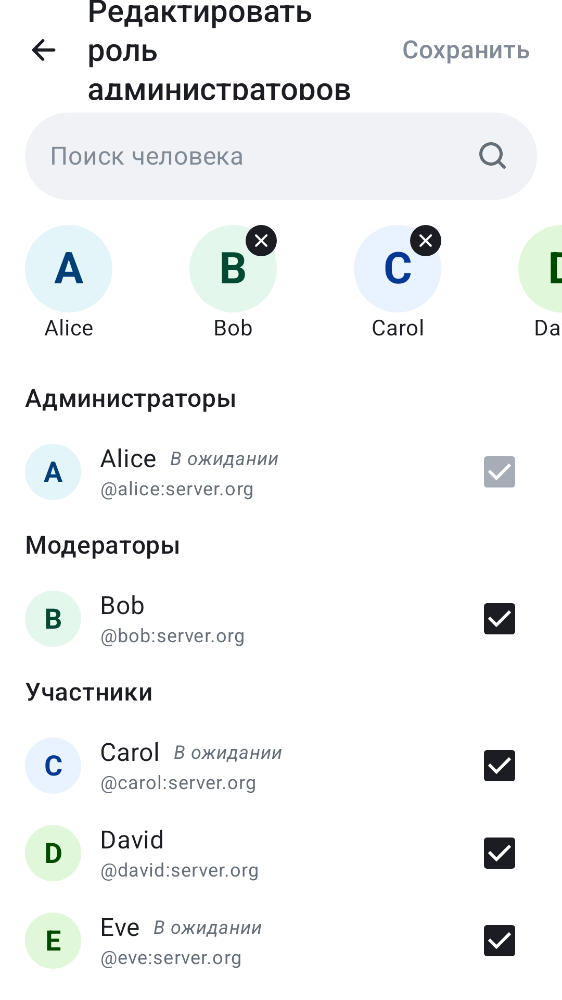 Редактировать
роль
администраторов
Сохранить
Поиск человека
A
B
C
D
Alice
Bob
Carol
Da
Администраторы
A
Alice В ожидании
@alice:server.org
Модераторы
B
Bob
@bob:server.org
Участники
C
Carol В ожидании
@carol:server.org
D
David
@david:server.org
E
Eve В ожидании
@eve:server.org